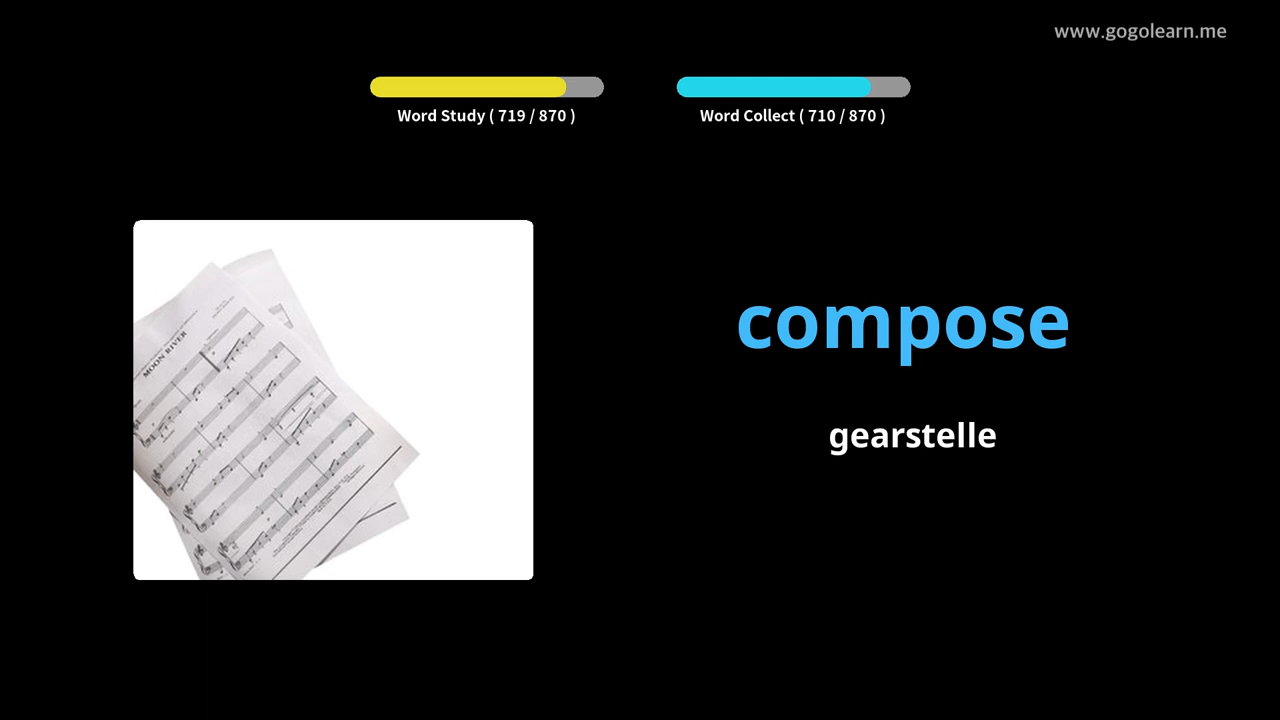 www.gogolearn.me
Word Study ( 719 / 870 )
Word Collect ( 710 / 870 )
MOON RIVER
compose
gearstelle